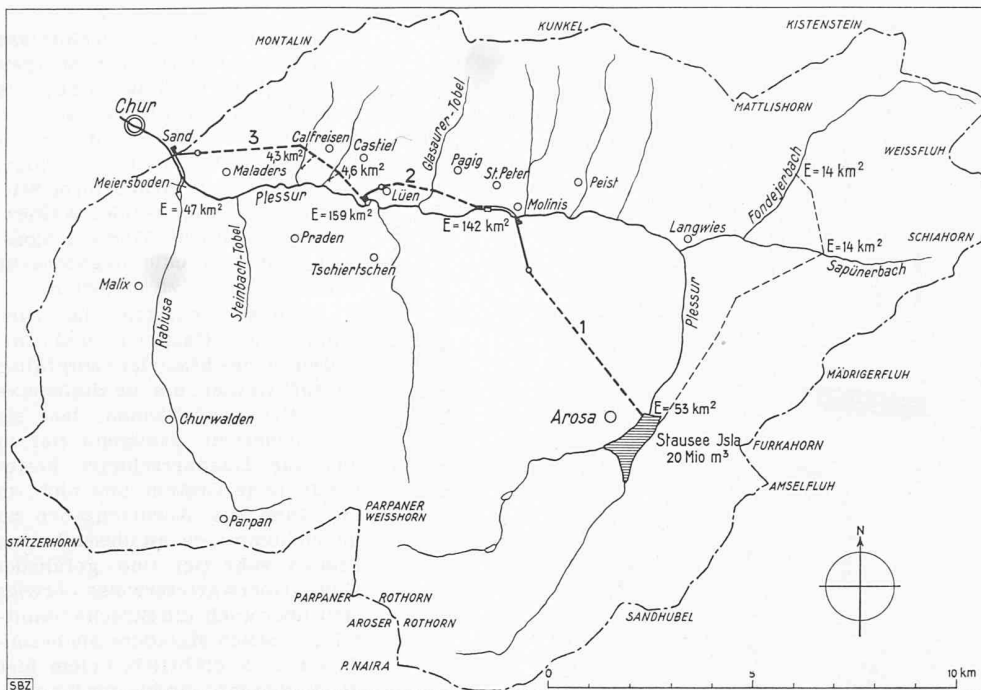 MONTALIN
KUNKEL
KISTENSTEIN
MATTLISHORN
WEISSFLUH
SCHIAHORN
MÄDRIGERFLUH
FURKAHORN
AMSELFLUH
SANDHUBEL
P. NAIRA
AROSER ROTHORN
PARPANER ROTHORN
PARPANER
WEISSHORN
STÄTZERHORN
Chur
Sand
3
Calfreisen
4,3 km²
Castiel
4,6 km²
Glasaurer-Tobel
Pagig
St. Peter
Peist
Maladers
Meiersboden
Plessur
Lüen
2
Molinis
E = 47 km²
E = 159 km²
E = 142 km²
Praden
Tschiertschen
Steinbach-Tobel
Malix
Rabiusa
Churwalden
Parpan
Langwies
Fondeierbach
E = 14 km²
E = 14 km²
Sapünerbach
Plessur
1
Arosa
E = 53 km²
Stausee Jsla
20 Mio m³
N
0 5 10 km
SBZ